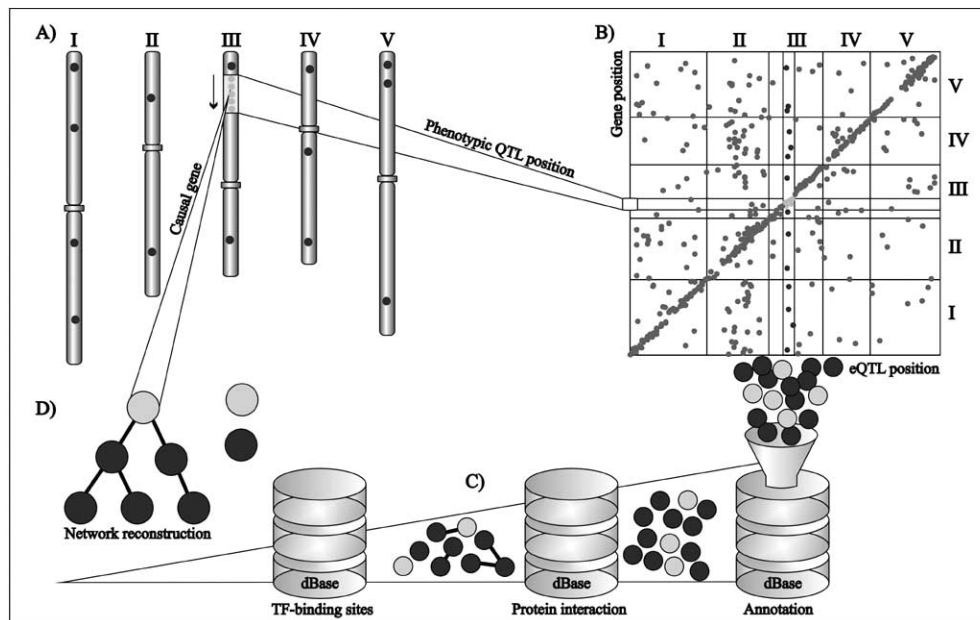 A)
I II III IV V
Phenotypic QTL position
Causal gene
B)
I II III IV V
Gene position
V
IV
III
II
I
eQTL position
D)
Network reconstruction
C)
dBase
TF-binding sites
dBase
Protein interaction
dBase
Annotation